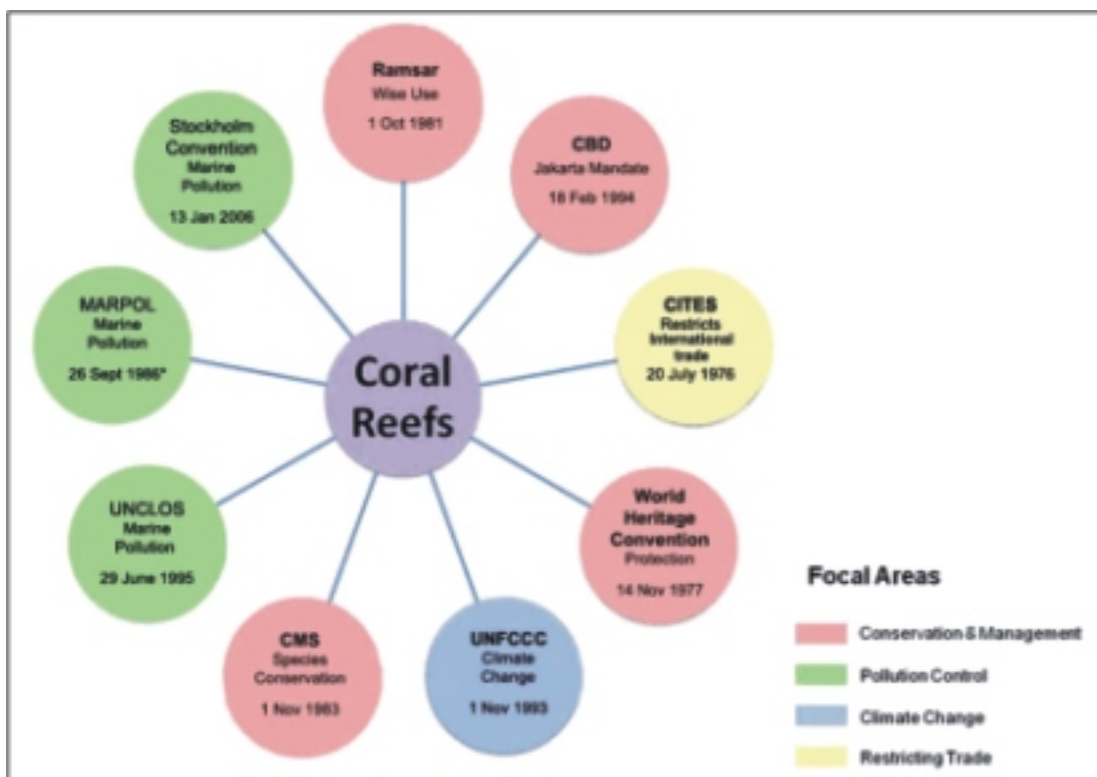 Ramsar
Wise Use
1 Oct 1981
CBD
Jakarta Mandate
18 Feb 1994
CITES
Restricts
International
trade
20 July 1976
World
Heritage
Convention
Protection
14 Nov 1977
UNFCCC
Climate
Change
1 Nov 1993
CMS
Species
Conservation
1 Nov 1983
UNCLOS
Marine
Pollution
29 June 1995
MARPOL
Marine
Pollution
26 Sept 1986*
Stockholm
Convention
Marine
Pollution
13 Jan 2006
Coral
Reefs
Focal Areas
Conservation & Management
Pollution Control
Climate Change
Restricting Trade